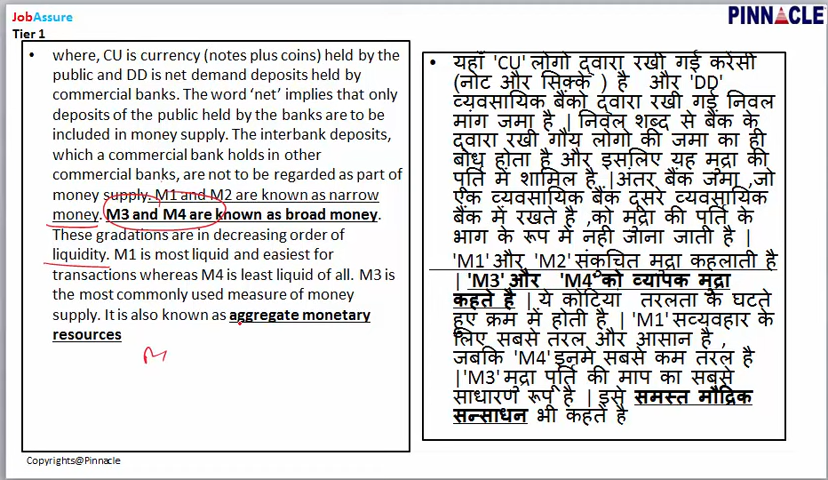 JobAssure
PINNACLE
Tier 1
• where, CU is currency (notes plus coins) held by the
public and DD is net demand deposits held by
commercial banks. The word 'net' implies that only
deposits of the public held by the banks are to be
included in money supply. The interbank deposits,
which a commercial bank holds in other
commercial banks, are not to be regarded as part of
money supply. M1 and M2 are known as narrow
money. M3 and M4 are known as broad money.
These gradations are in decreasing order of
liquidity. M1 is most liquid and easiest for
transactions whereas M4 is least liquid of all. M3 is
the most commonly used measure of money
supply. It is also known as aggregate monetary
resources
M
• यहाँ 'CU' लोगो द्वारा रखी गई करेंसी
(नोट और सिक्के ) है और 'DD'
व्यवसायिक बैंको द्वारा रखी गई निवल
मांग जमा है | निवल शब्द से बैंक के
द्वारा रखी गौय लोगो की जमा का ही
बोध होता है और इसलिए यह मुद्रा की
पूर्ति में शामिल है |अंतर बैंक जमा ,जो
एक व्यवसायिक बैंक दूसरे व्यवसायिक
बैंक में रखते है ,को मुद्रा की पूर्ति के
भाग के रूप में नही जाना जाती है |
'M1' और 'M2' संकुचित मुद्रा कहलाती है
| 'M3' और 'M4' को व्यापक मुद्रा
कहते है | ये कोटिया तरलता के घटते
हुए क्रम में होती है | 'M1' सव्यवहार के
लिए सबसे तरल और आसान है ,
जबकि 'M4' इनमे सबसे कम तरल है
|'M3' मुद्रा पूर्ति की माप का सबसे
साधारण रूप है | इसे समस्त मौद्रिक
सन्साधन भी कहते है
Copyrights@Pinnacle